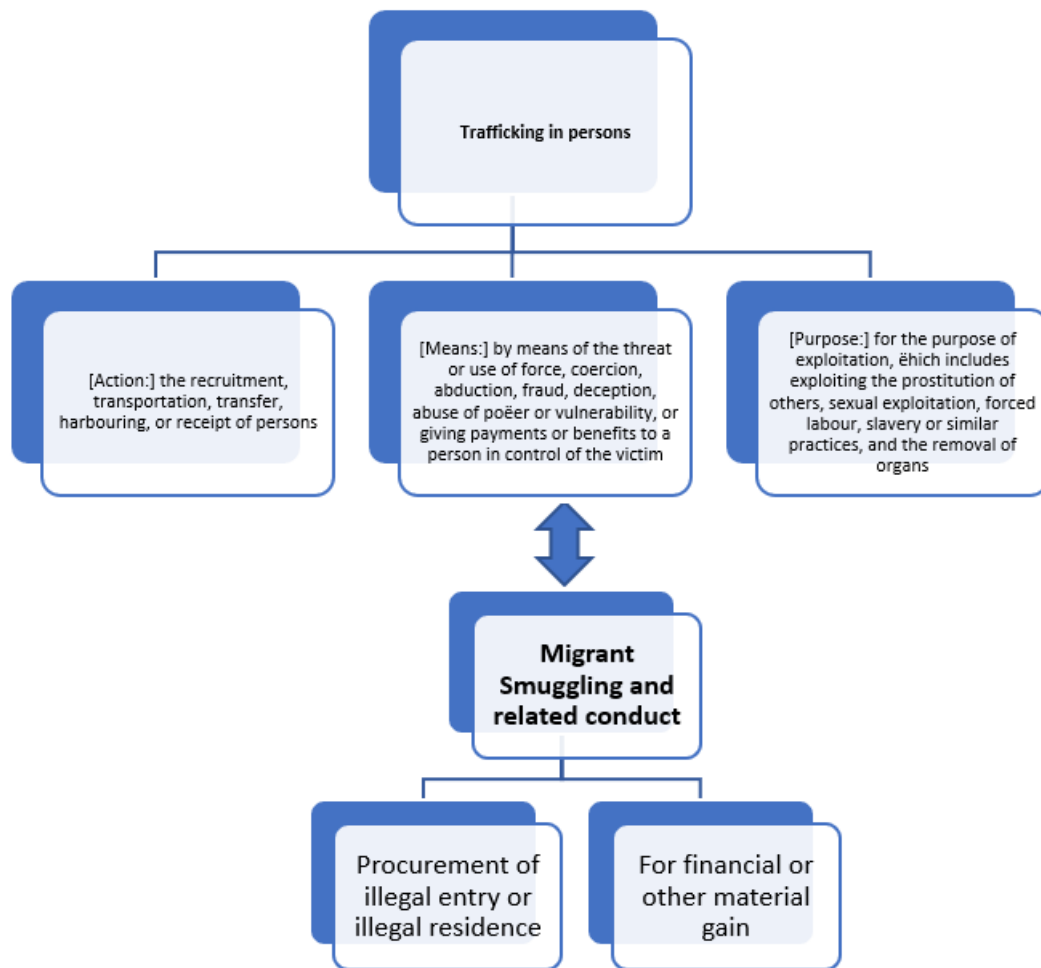 Trafficking in persons
[Action:] the recruitment,
transportation, transfer,
harbouring, or receipt of persons
[Means:] by means of the threat
or use of force, coercion,
abduction, fraud, deception,
abuse of poëer or vulnerability, or
giving payments or benefits to a
person in control of the victim
[Purpose:] for the purpose of
exploitation, ëhich includes
exploiting the prostitution of
others, sexual exploitation, forced
labour, slavery or similar
practices, and the removal of
organs
Migrant
Smuggling and
related conduct
Procurement of
illegal entry or
illegal residence
For financial or
other material
gain